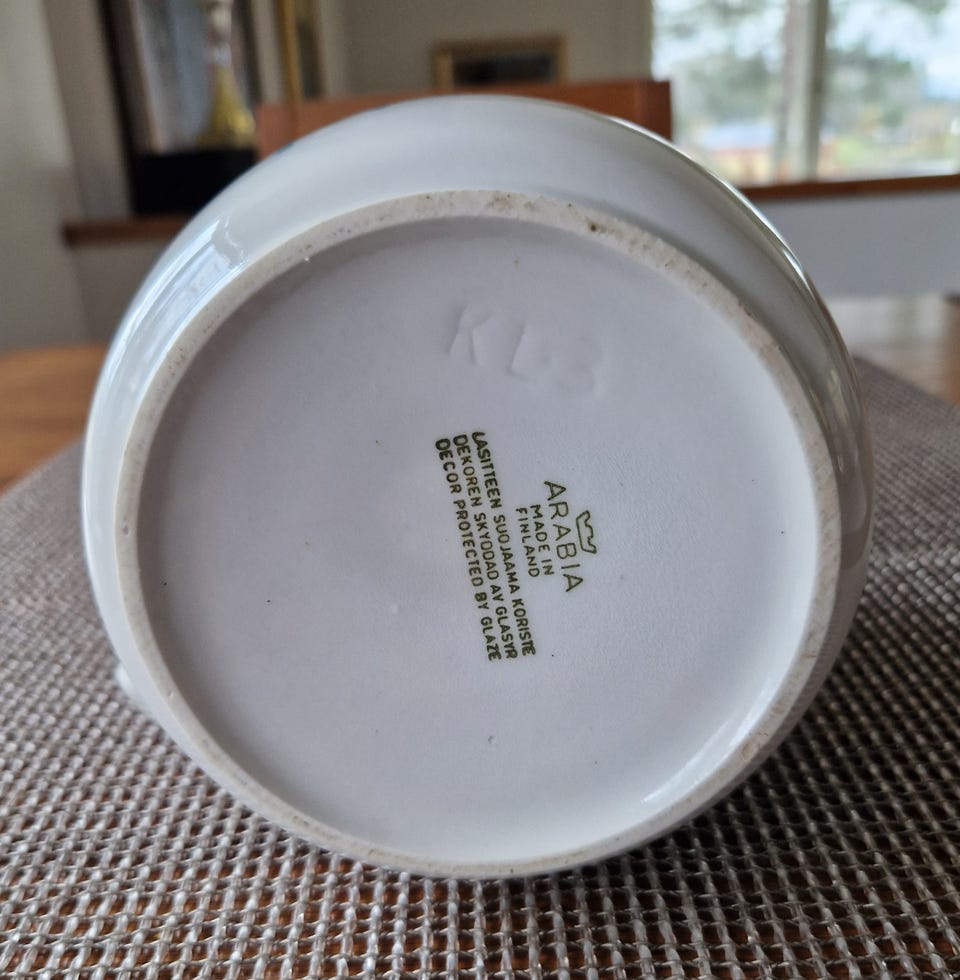 KL3
ARABIA
MADE IN
FINLAND
LASITTEEN SUOJAAMA KORISTE
DEKOREN SKYDDAD AV GLASYR
DECOR PROTECTED BY GLAZE